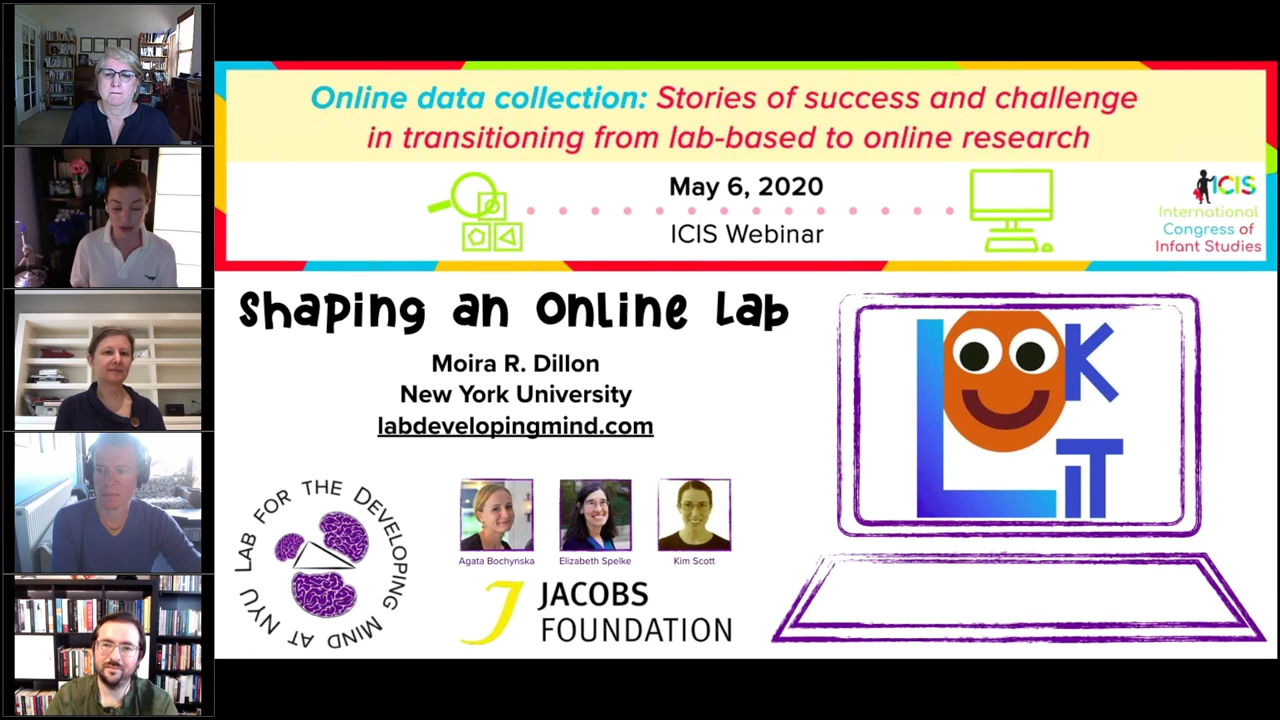 Online data collection: Stories of success and challenge
in transitioning from lab-based to online research
May 6, 2020
ICIS Webinar
ICIS
International
Congress of
Infant Studies
Shaping an Online Lab
Moira R. Dillon
New York University
labdevelopingmind.com
LOOKIT
LAB FOR THE DEVELOPING MIND AT NYU
Agata Bochynska
Elizabeth Spelke
Kim Scott
JACOBS
FOUNDATION